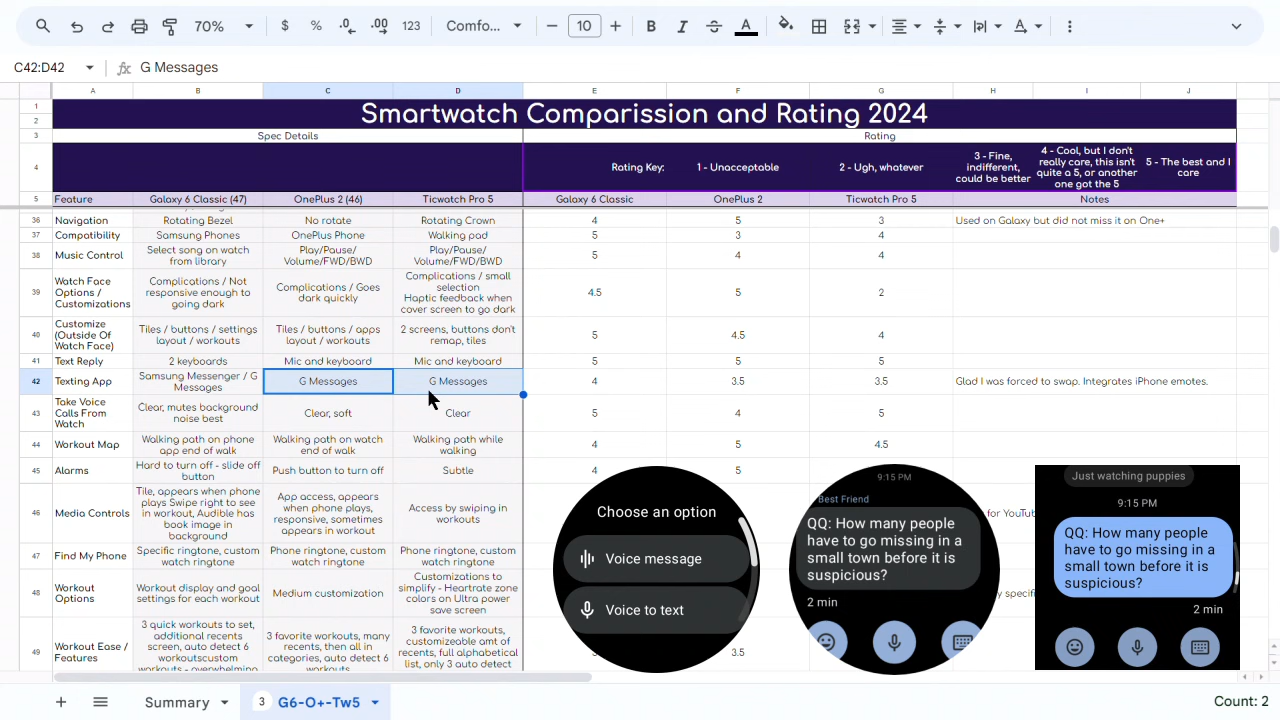 70%
$ % .0 .00 123
Comfo...
10
B I A
C42:D42
G Messages
A B C D E F G H I J
1
2
Smartwatch Comparission and Rating 2024
3
Spec Details
Rating
4
Rating Key:
1 - Unacceptable
2 - Ugh, whatever
3 - Fine,
indifferent,
could be better
4 - Cool, but I don't
really care, this isn't
quite a 5, or another
one got the 5
5 - The best and I
care
5 Feature Galaxy 6 Classic (47) OnePlus 2 (46) Ticwatch Pro 5 Galaxy 6 Classic OnePlus 2 Ticwatch Pro 5 Notes
36 Navigation Rotating Bezel No rotate Rotating Crown 4 5 3 Used on Galaxy but did not miss it on One+
37 Compatibility Samsung Phones OnePlus Phone Walking pad 5 3 4
38 Music Control
Select song on watch
from library
Play/Pause/
Volume/FWD/BWD
Play/Pause/
Volume/FWD/BWD
5 4 4
39
Watch Face
Options /
Customizations
Complications / Not
responsive enough to
going dark
Complications / Goes
dark quickly
Complications / small
selection
Haptic feedback when
cover screen to go dark
4.5 5 2
40
Customize
(Outside Of
Watch Face)
Tiles / buttons / settings
layout / workouts
Tiles / buttons / apps
layout / workouts
2 screens, buttons don't
remap, tiles
5 4.5 4
41 Text Reply 2 keyboards Mic and keyboard Mic and keyboard 5 5 5
42 Texting App
Samsung Messenger / G
Messages
G Messages G Messages 4 3.5 3.5 Glad I was forced to swap. Integrates iPhone emotes.
43
Take Voice
Calls From
Watch
Clear, mutes background
noise best
Clear, soft Clear 5 4 5
44 Workout Map
Walking path on phone
app end of walk
Walking path on watch
end of walk
Walking path while
walking
4 5 4.5
45 Alarms
Hard to turn off - slide off
button
Push button to turn off Subtle 4 5
46 Media Controls
Tile, appears when phone
plays Swipe right to see
in workout, Audible has
book image in
background
App access, appears
when phone plays,
responsive, sometimes
appears in workout
Access by swiping in
workouts
for YouTub
47 Find My Phone
Specific ringtone, custom
watch ringtone
Phone ringtone, custom
watch ringtone
Phone ringtone, custom
watch ringtone
48
Workout
Options
Workout display and goal
settings for each workout
Medium customization
Customizations to
simplify - Heartrate zone
colors on Ultra power
save screen
y specifi
49
Workout Ease /
Features
3 quick workouts to set,
additional recents
screen, auto detect 6
workoutscustom
workouts - overwhelming
3 favorite workouts, many
recents, then all in
categories, auto detect 6
workouts
3 favorite workouts,
customizeable amt of
recents, full alphabetical
list, only 3 auto detect
3.5
Choose an option
Voice message
Voice to text
9:15 PM
Best Friend
QQ: How many people
have to go missing in a
small town before it is
suspicious?
2 min
Just watching puppies
9:15 PM
QQ: How many people
have to go missing in a
small town before it is
suspicious?
2 min
Summary
3 G6-O+-Tw5
Count: 2